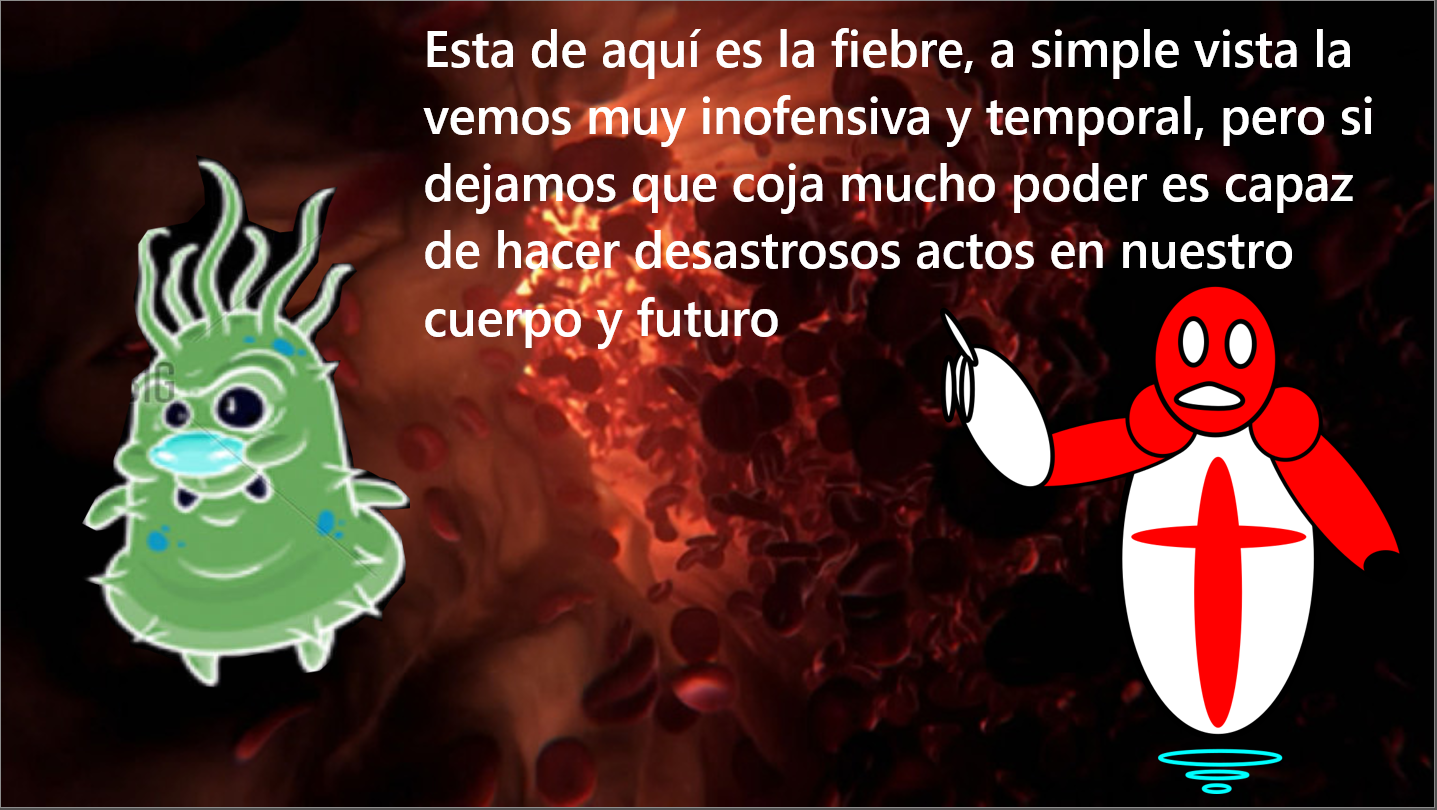 Esta de aquí es la fiebre, a simple vista la
vemos muy inofensiva y temporal, pero si
dejamos que coja mucho poder es capaz
de hacer desastrosos actos en nuestro
cuerpo y futuro